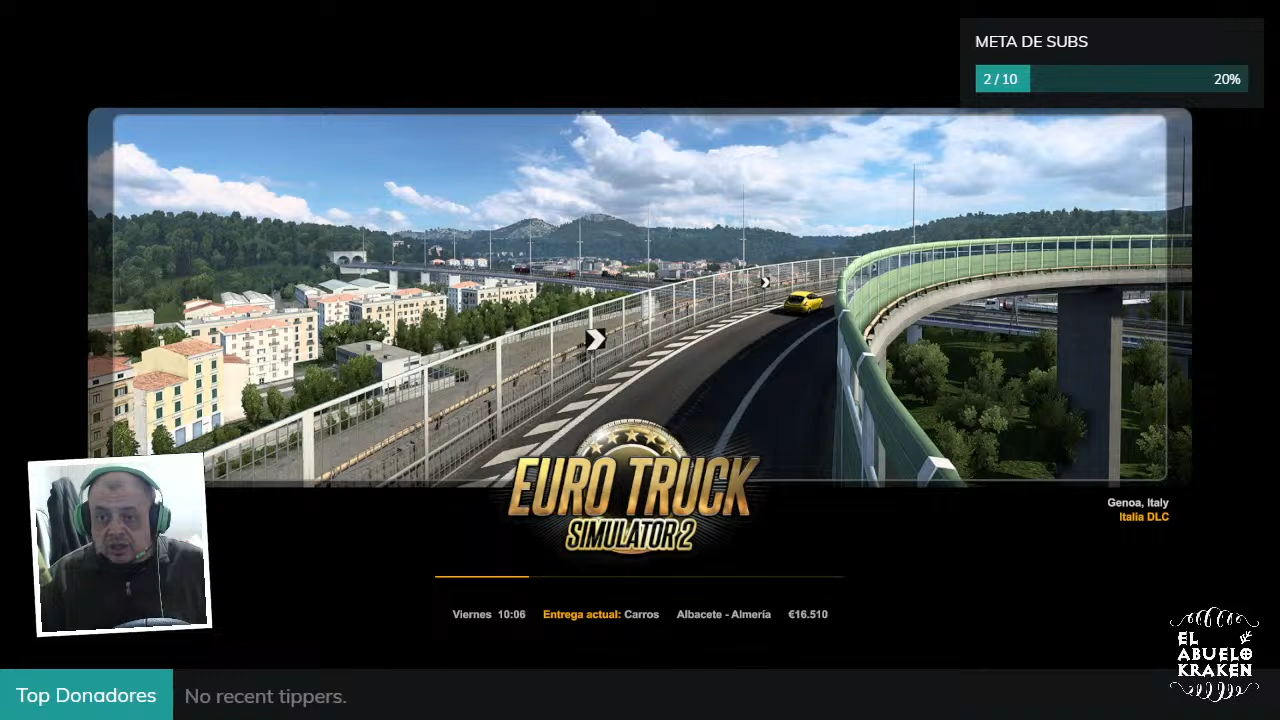 META DE SUBS
2 / 10
20%
EURO TRUCK
SIMULATOR 2
Genoa, Italy
Italia DLC
Viernes 10:06 Entrega actual: Carros Albacete - Almería €16.510
EL
ABUELO
KRAKEN
Top Donadores
No recent tippers.